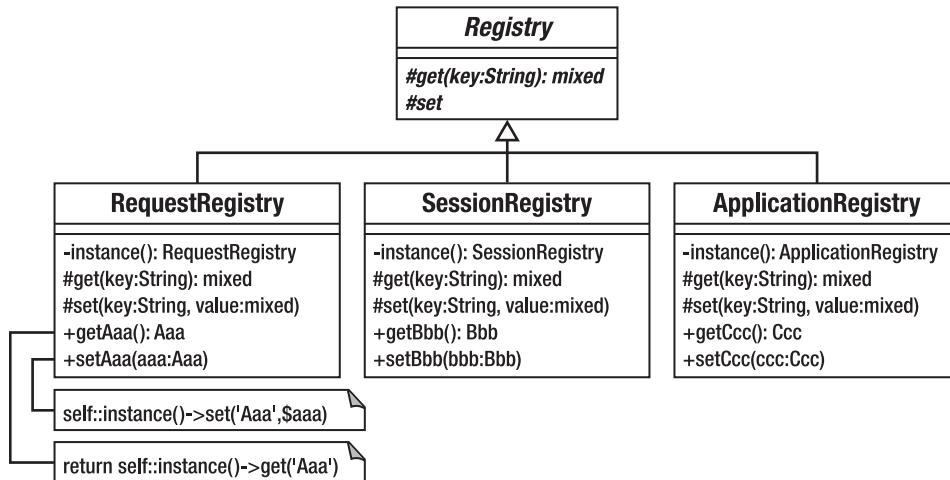 Registry
#get(key:String): mixed
#set
RequestRegistry
-instance(): RequestRegistry
#get(key:String): mixed
#set(key:String, value:mixed)
+getAaa(): Aaa
+setAaa(aaa:Aaa)
SessionRegistry
-instance(): SessionRegistry
#get(key:String): mixed
#set(key:String, value:mixed)
+getBbb(): Bbb
+setBbb(bbb:Bbb)
ApplicationRegistry
-instance(): ApplicationRegistry
#get(key:String): mixed
#set(key:String, value:mixed)
+getCcc(): Ccc
+setCcc(ccc:Ccc)
self::instance()->set('Aaa',$aaa)
return self::instance()->get('Aaa')